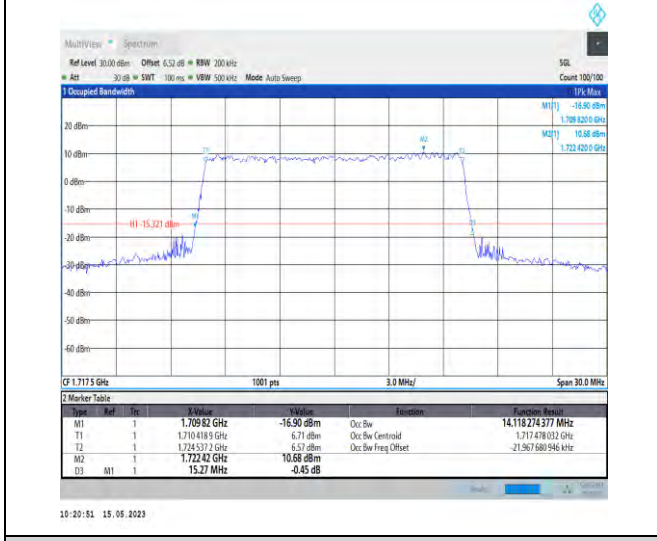 MultiView Spectrum
Ref Level 30.00 dBm Offset 6.52 dB RBW 200 kHz SGL
Att 30 dB SWT 100 ms VBW 500 kHz Mode Auto Sweep Count 100/100
1 Occupied Bandwidth 1Pk Max
M1[1] -16.90 dBm
1.709 820 0 GHz
M2[1] 10.68 dBm
1.722 420 0 GHz
20 dBm
M2
10 dBm
0 dBm
-10 dBm
M1
H1 -15.321 dBm
-20 dBm
-30 dBm
-40 dBm
-50 dBm
-60 dBm
CF 1.717 5 GHz 1001 pts 3.0 MHz/ Span 30.0 MHz
2 Marker Table
Type Ref Trc X-Value Y-Value Function Function Result
M1 1 1.709 82 GHz -16.90 dBm Occ Bw 14.118 274 377 MHz
T1 1 1.710 418 9 GHz 6.71 dBm Occ Bw Centroid 1.717 478 032 GHz
T2 1 1.724 537 2 GHz 6.57 dBm Occ Bw Freq Offset -21.967 680 946 kHz
M2 1 1.722 42 GHz 10.68 dBm
D3 M1 1 15.27 MHz -0.45 dB
10:20:51 15.05.2023